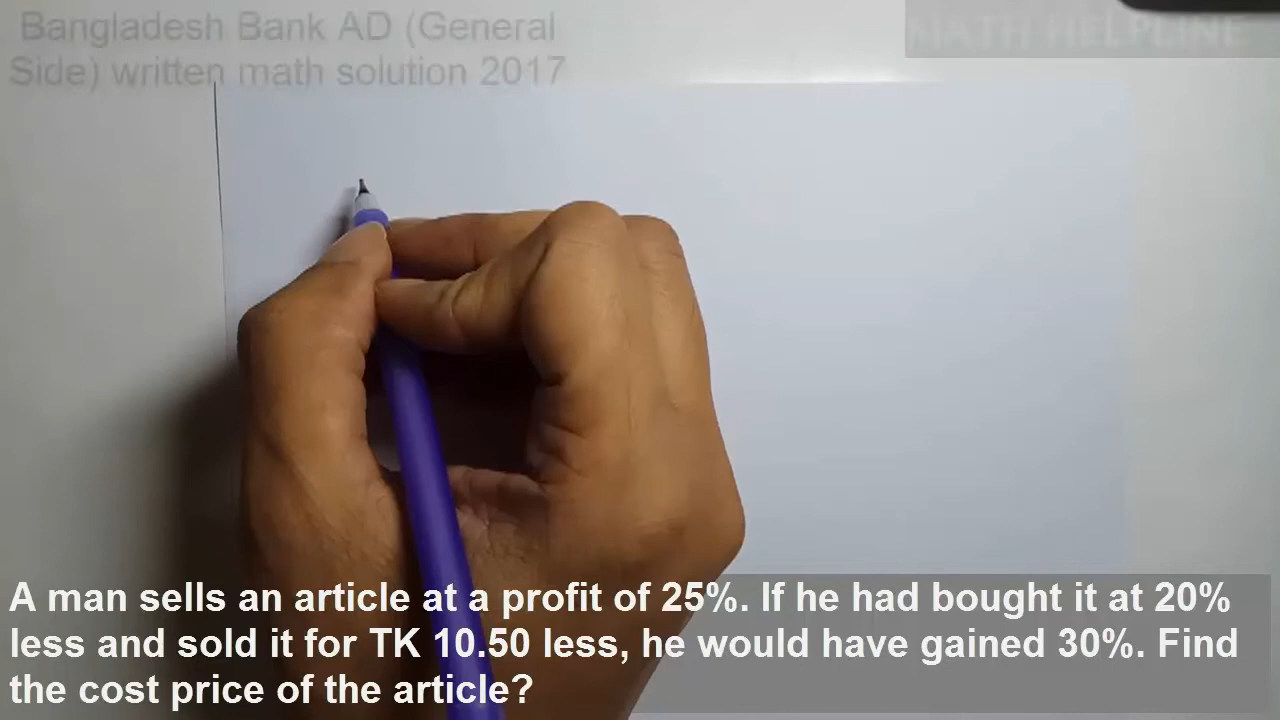 Bangladesh Bank AD (General
Side) written math solution 2017
MATH HELPLINE
A man sells an article at a profit of 25%. If he had bought it at 20%
less and sold it for TK 10.50 less, he would have gained 30%. Find
the cost price of the article?